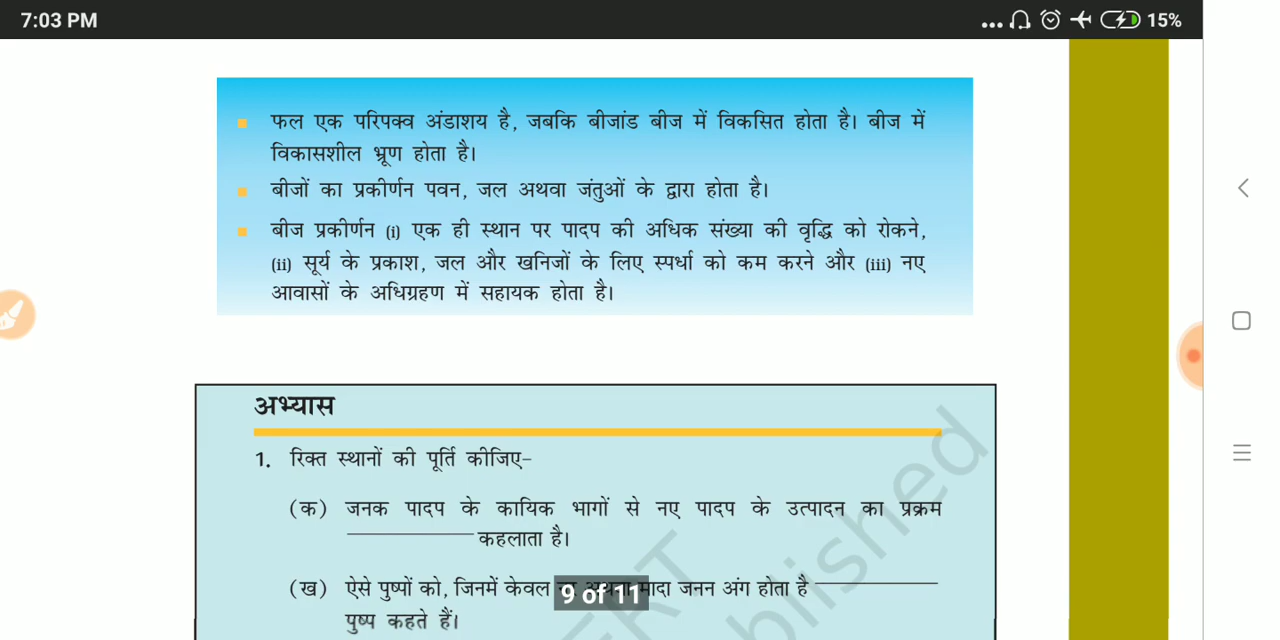 7:03 PM
15%
फल एक परिपक्व अंडाशय है, जबकि बीजांड बीज में विकसित होता है। बीज में
विकासशील भ्रूण होता है।
बीजों का प्रकीर्णन पवन, जल अथवा जंतुओं के द्वारा होता है।
बीज प्रकीर्णन (i) एक ही स्थान पर पादप की अधिक संख्या की वृद्धि को रोकने,
(ii) सूर्य के प्रकाश, जल और खनिजों के लिए स्पर्धा को कम करने और (iii) नए
आवासों के अधिग्रहण में सहायक होता है।
अभ्यास
1. रिक्त स्थानों की पूर्ति कीजिए–
(क) जनक पादप के कायिक भागों से नए पादप के उत्पादन का प्रक्रम
____________ कहलाता है।
(ख) ऐसे पुष्पों को, जिनमें केवल मादा जनन अंग होता है ____________
पुष्प कहते हैं।
9 of 11
blished